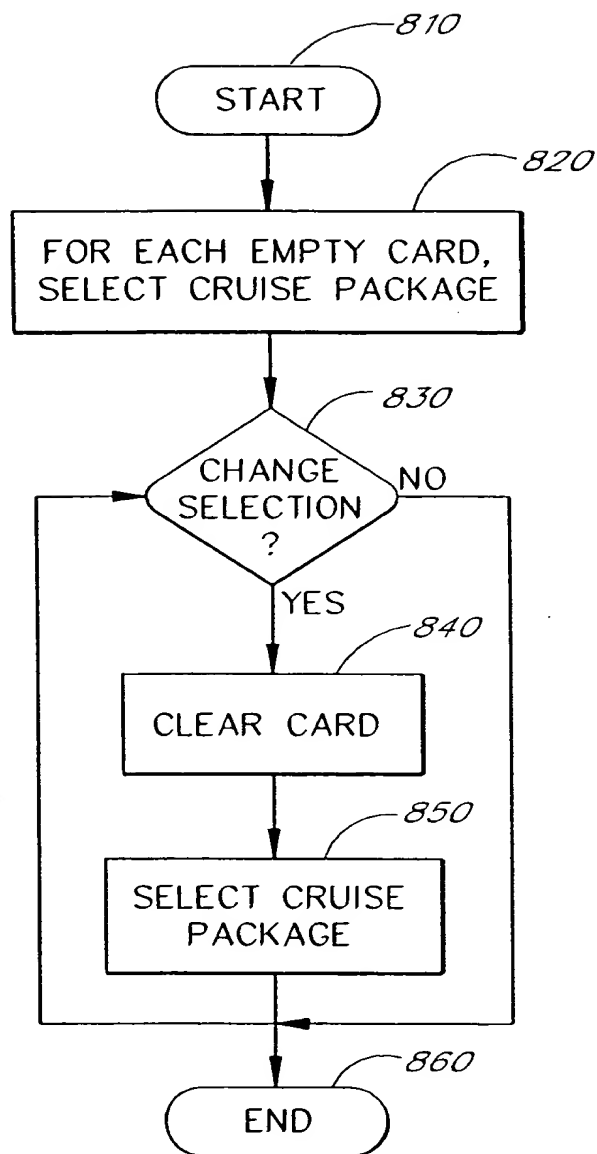 810
START
820
FOR EACH EMPTY CARD,
SELECT CRUISE PACKAGE
830
CHANGE
SELECTION
?
NO
YES
840
CLEAR CARD
850
SELECT CRUISE
PACKAGE
860
END